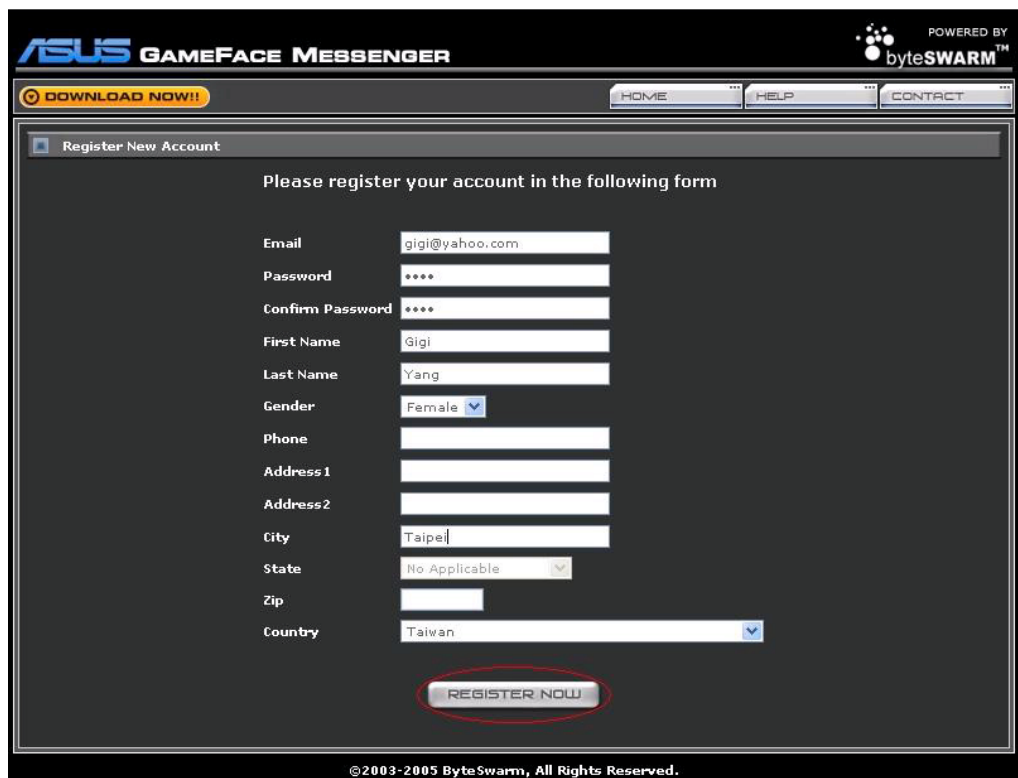 ASUS GAMEFACE MESSENGER
POWERED BY
byteSWARM™
DOWNLOAD NOW!!
HOME
HELP
CONTACT
Register New Account
Please register your account in the following form
Email gigi@yahoo.com
Password ••••
Confirm Password ••••
First Name Gigi
Last Name Yang
Gender Female
Phone
Address1
Address2
City Taipei
State No Applicable
Zip
Country Taiwan
REGISTER NOW
©2003-2005 ByteSwarm, All Rights Reserved.